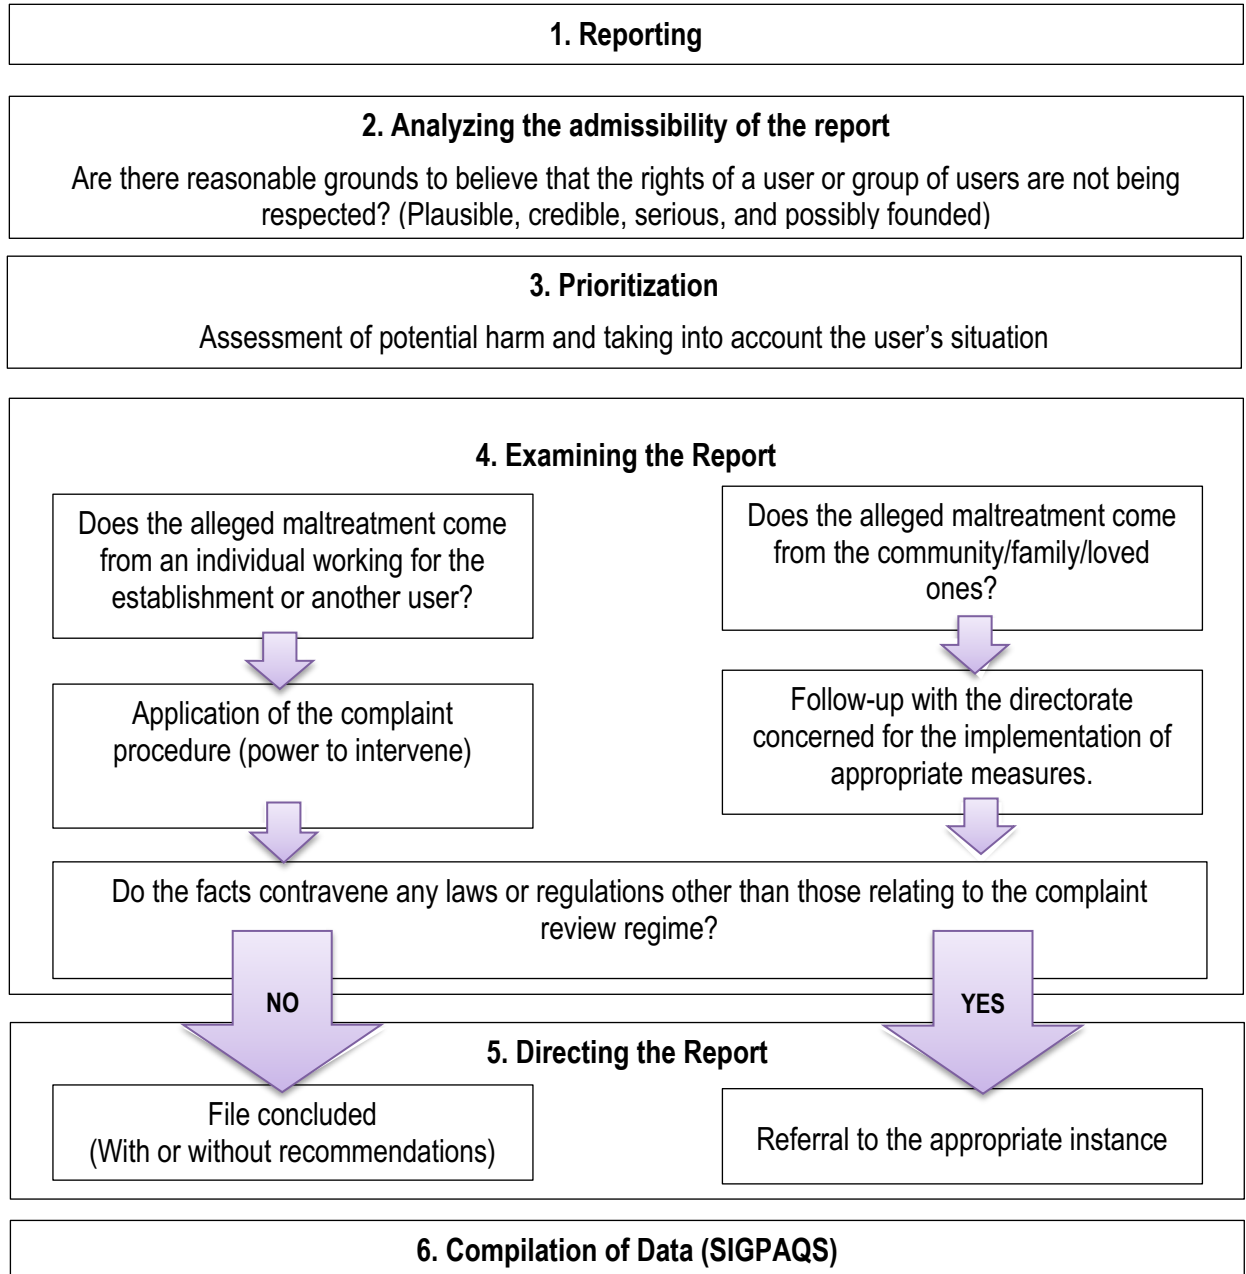 1. Reporting
2. Analyzing the admissibility of the report
Are there reasonable grounds to believe that the rights of a user or group of users are not being
respected? (Plausible, credible, serious, and possibly founded)
3. Prioritization
Assessment of potential harm and taking into account the user’s situation
4. Examining the Report
Does the alleged maltreatment come
from an individual working for the
establishment or another user?
Does the alleged maltreatment come
from the community/family/loved
ones?
Application of the complaint
procedure (power to intervene)
Follow-up with the directorate
concerned for the implementation of
appropriate measures.
Do the facts contravene any laws or regulations other than those relating to the complaint
review regime?
NO
YES
5. Directing the Report
File concluded
(With or without recommendations)
Referral to the appropriate instance
6. Compilation of Data (SIGPAQS)